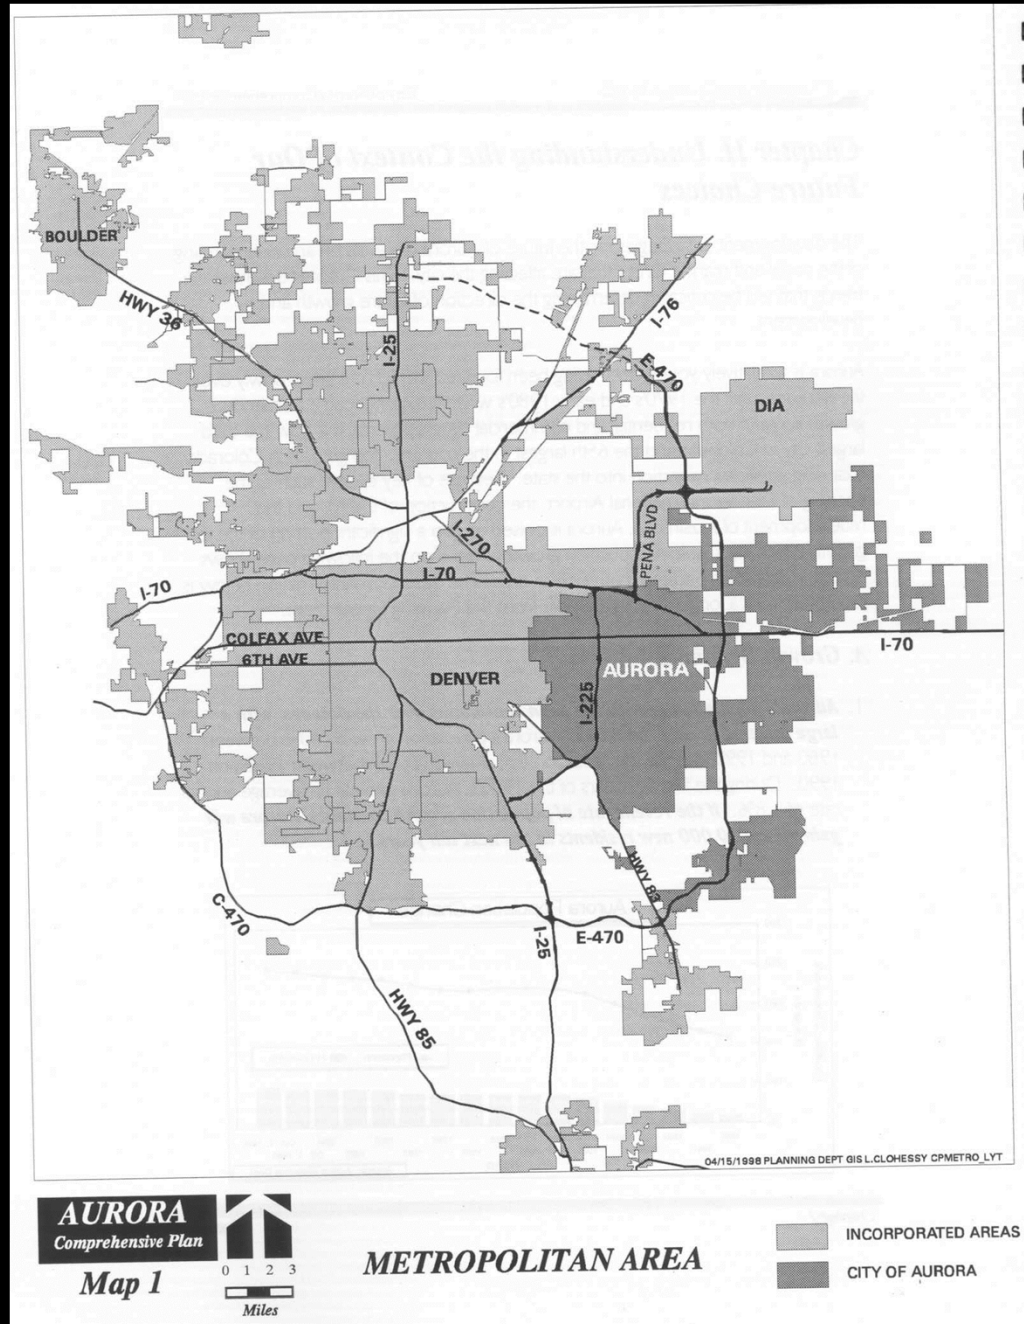 BOULDER
HWY 36
I-25
I-76
E-470
DIA
I-270
PENA BLVD
I-70
I-70
COLFAX AVE
6TH AVE
DENVER
AURORA
I-225
I-70
HWY 83
C-470
I-25
E-470
HWY 85
04/15/1998 PLANNING DEPT GIS L.CLOHESSY CPMETRO_LYT
AURORA
Comprehensive Plan
Map 1
0 1 2 3
Miles
METROPOLITAN AREA
INCORPORATED AREAS
CITY OF AURORA